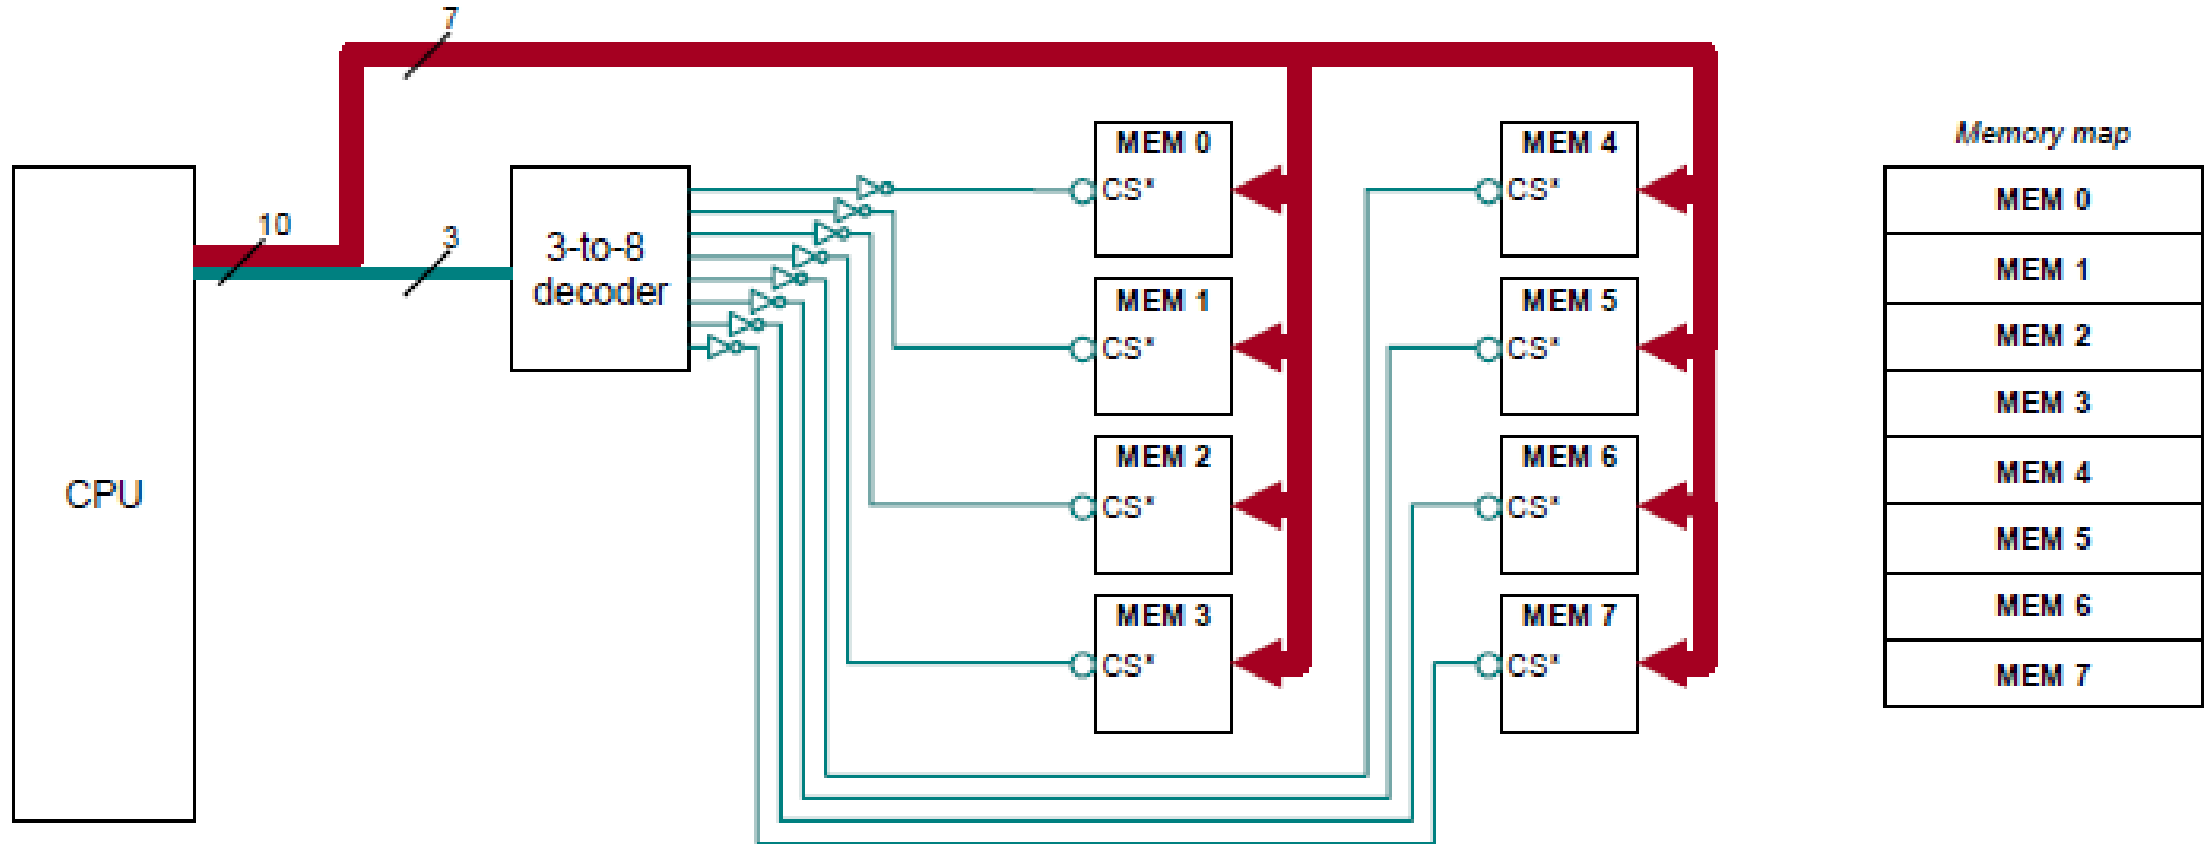 7
10
3
CPU
3-to-8
decoder
MEM 0
CS*
MEM 1
CS*
MEM 2
CS*
MEM 3
CS*
MEM 4
CS*
MEM 5
CS*
MEM 6
CS*
MEM 7
CS*
Memory map
MEM 0
MEM 1
MEM 2
MEM 3
MEM 4
MEM 5
MEM 6
MEM 7